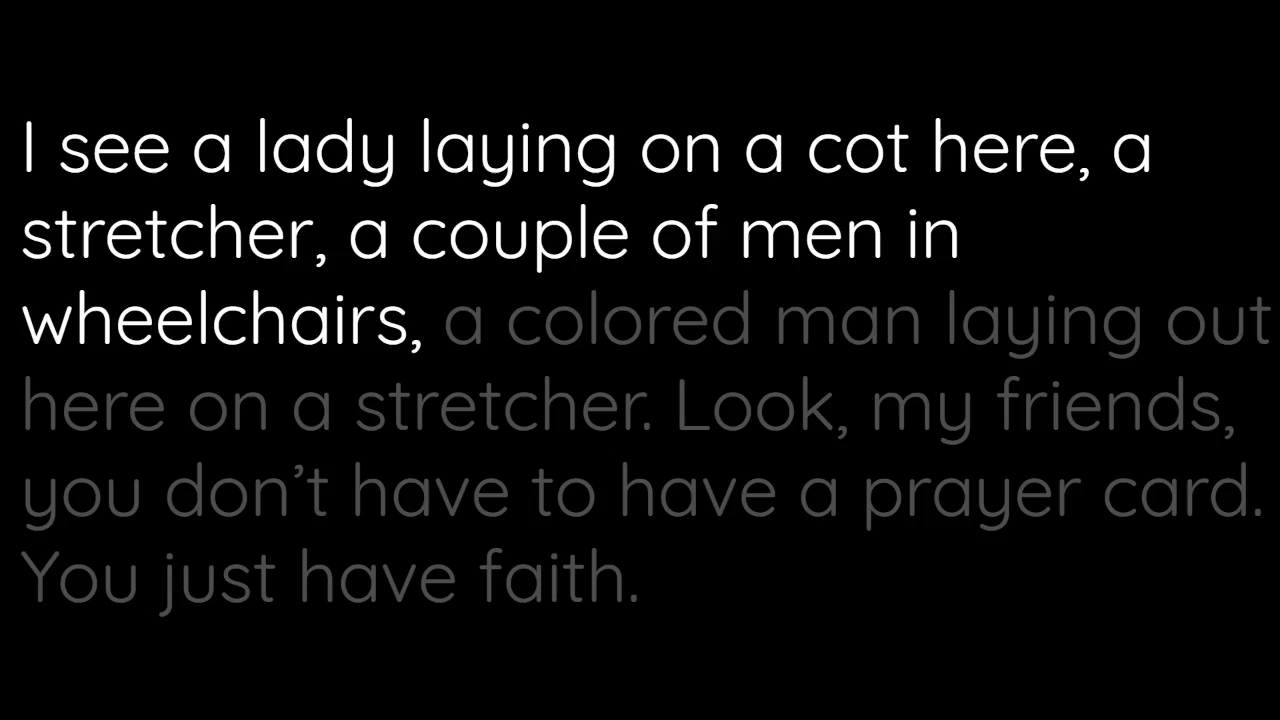 I see a lady laying on a cot here, a
stretcher, a couple of men in
wheelchairs, a colored man laying out
here on a stretcher. Look, my friends,
you don’t have to have a prayer card.
You just have faith.